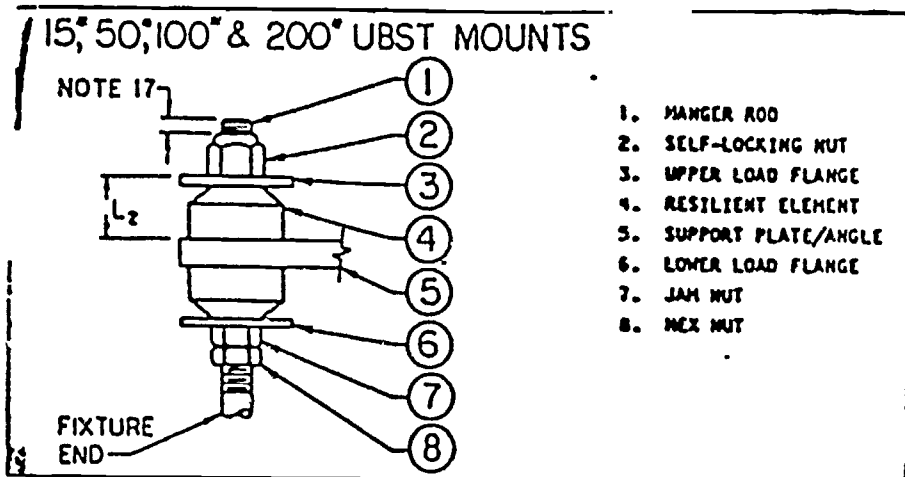 15# 50# 100# & 200# UBST MOUNTS
NOTE 17
L2
1
2
3
4
5
6
7
8
FIXTURE
END
1. HANGER ROD
2. SELF-LOCKING NUT
3. UPPER LOAD FLANGE
4. RESILIENT ELEMENT
5. SUPPORT PLATE/ANGLE
6. LOWER LOAD FLANGE
7. JAM NUT
8. HEX NUT